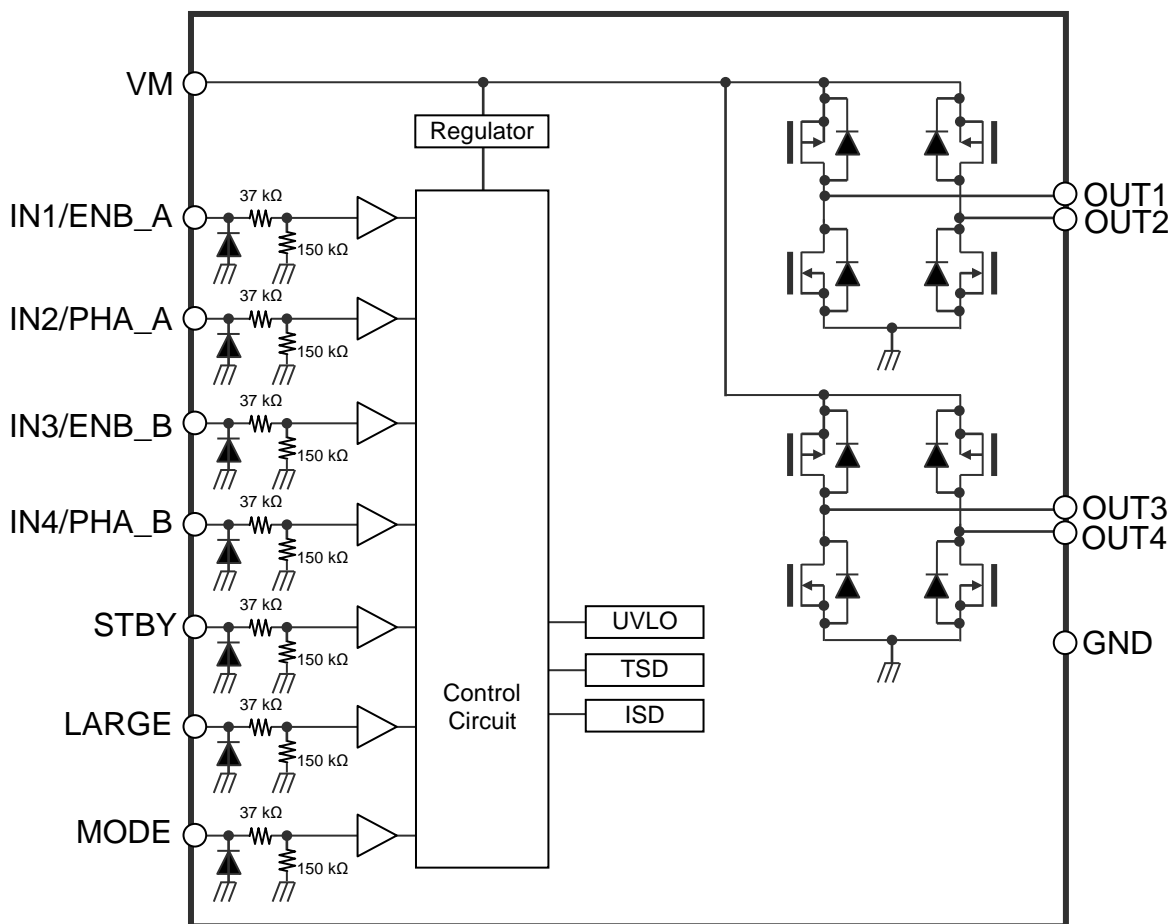 VM
Regulator
IN1/ENB_A
37 kΩ
150 kΩ
OUT1
OUT2
IN2/PHA_A
37 kΩ
150 kΩ
IN3/ENB_B
37 kΩ
150 kΩ
IN4/PHA_B
37 kΩ
150 kΩ
OUT3
OUT4
STBY
37 kΩ
150 kΩ
UVLO
GND
TSD
Control
Circuit
ISD
LARGE
37 kΩ
150 kΩ
MODE
37 kΩ
150 kΩ